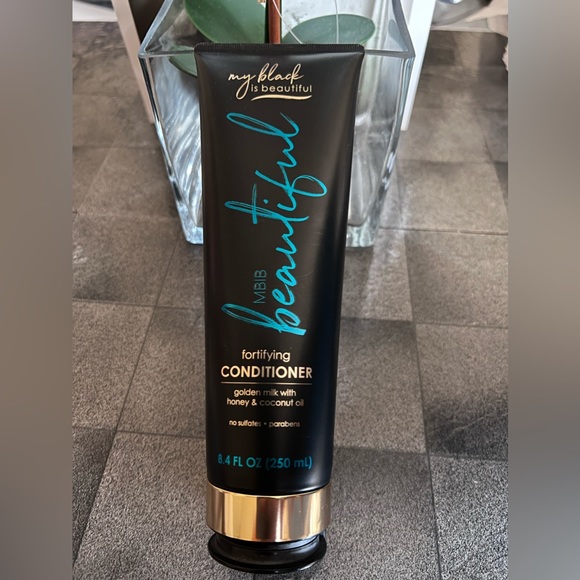 my black
is beautiful
MBIB
beautiful
fortifying
CONDITIONER
golden milk with
honey & coconut oil
no sulfates • parabens
8.4 FL OZ (250 mL)